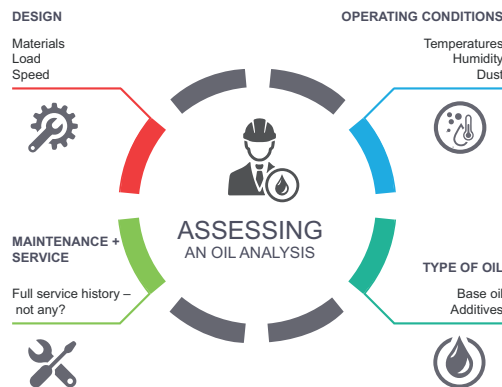 DESIGN
Materials
Load
Speed
OPERATING CONDITIONS
Temperatures
Humidity
Dust
ASSESSING
AN OIL ANALYSIS
MAINTENANCE +
SERVICE
Full service history –
not any?
TYPE OF OIL
Base oil
Additives